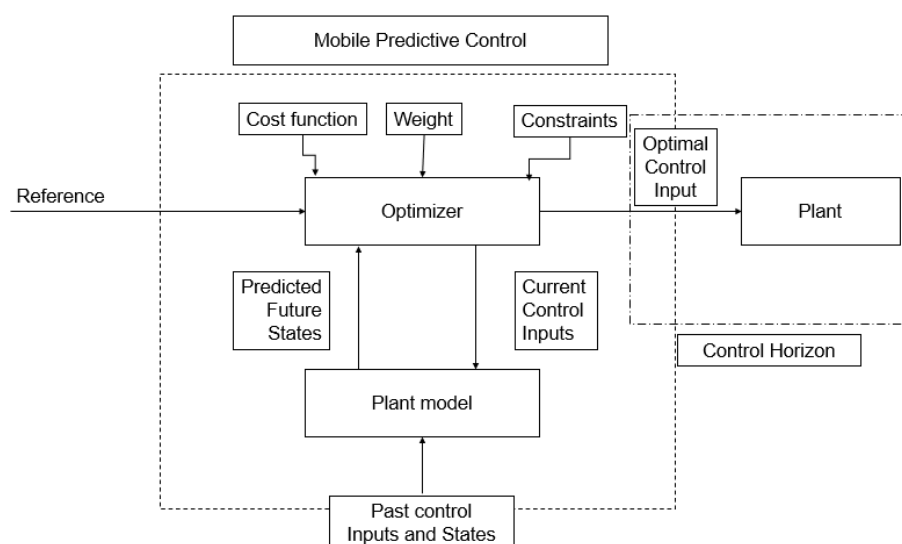 Mobile Predictive Control
Cost function
Weight
Constraints
Optimal
Control
Input
Reference
Optimizer
Plant
Predicted
Future
States
Current
Control
Inputs
Control Horizon
Plant model
Past control
Inputs and States